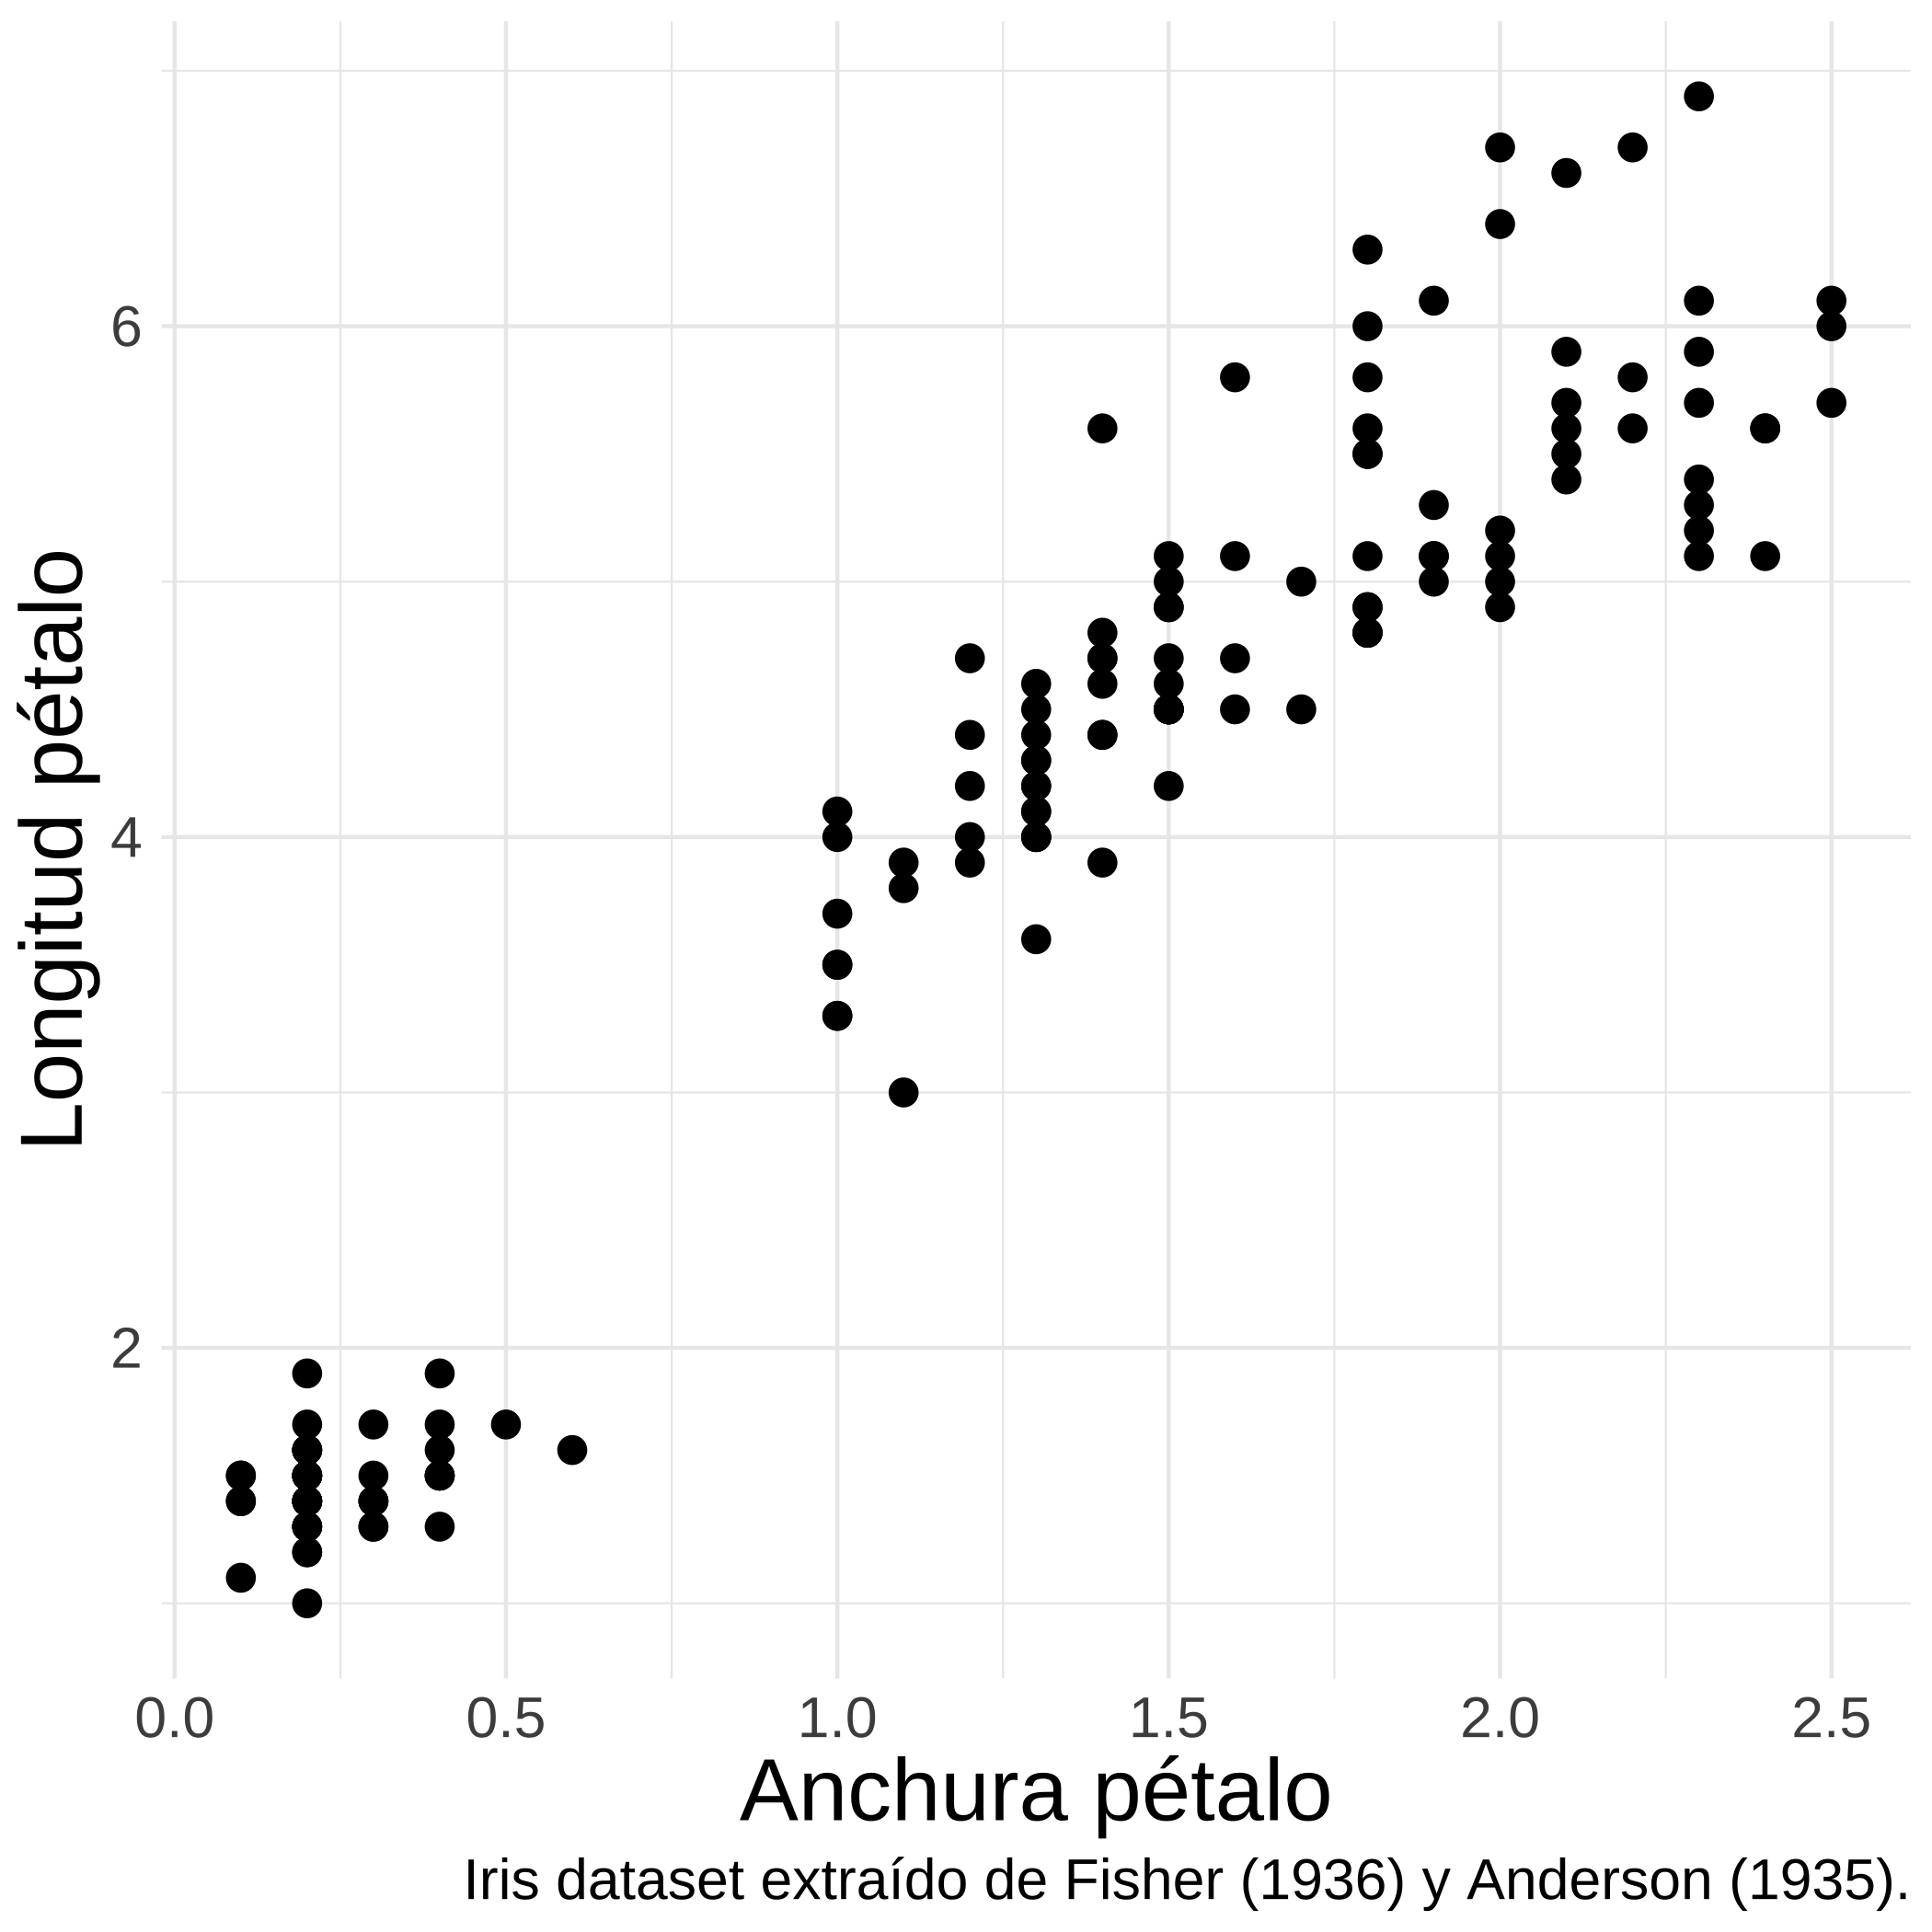 Longitud pétalo
6
4
2
0.0 0.5 1.0 1.5 2.0 2.5
Anchura pétalo
Iris dataset extraído de Fisher (1936) y Anderson (1935).